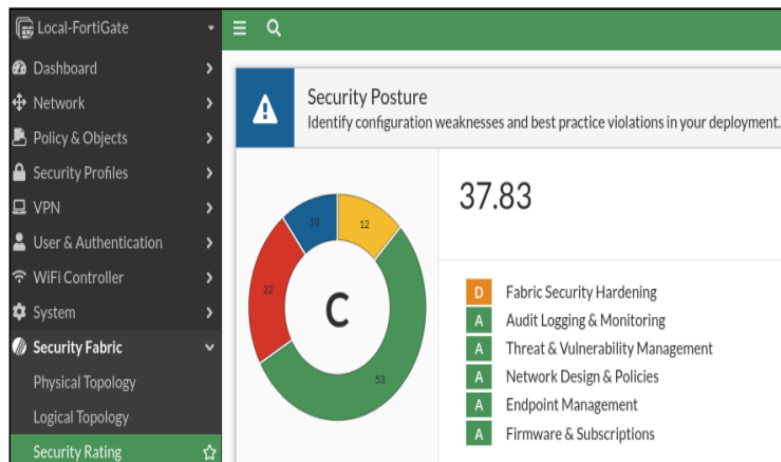 Local-FortiGate
Dashboard
Network
Policy & Objects
Security Profiles
VPN
User & Authentication
WiFi Controller
System
Security Fabric
Physical Topology
Logical Topology
Security Rating
Security Posture
Identify configuration weaknesses and best practice violations in your deployment.
10
12
22
C
53
37.83
D Fabric Security Hardening
A Audit Logging & Monitoring
A Threat & Vulnerability Management
A Network Design & Policies
A Endpoint Management
A Firmware & Subscriptions